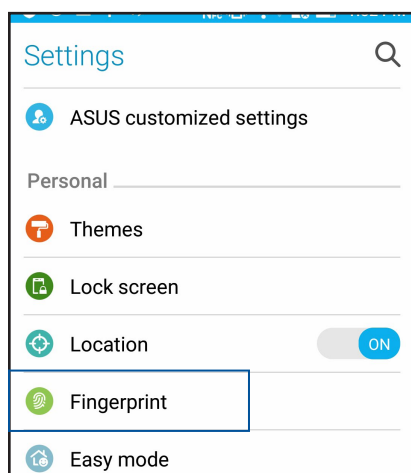 Settings
ASUS customized settings
Personal
Themes
Lock screen
Location
ON
Fingerprint
Easy mode